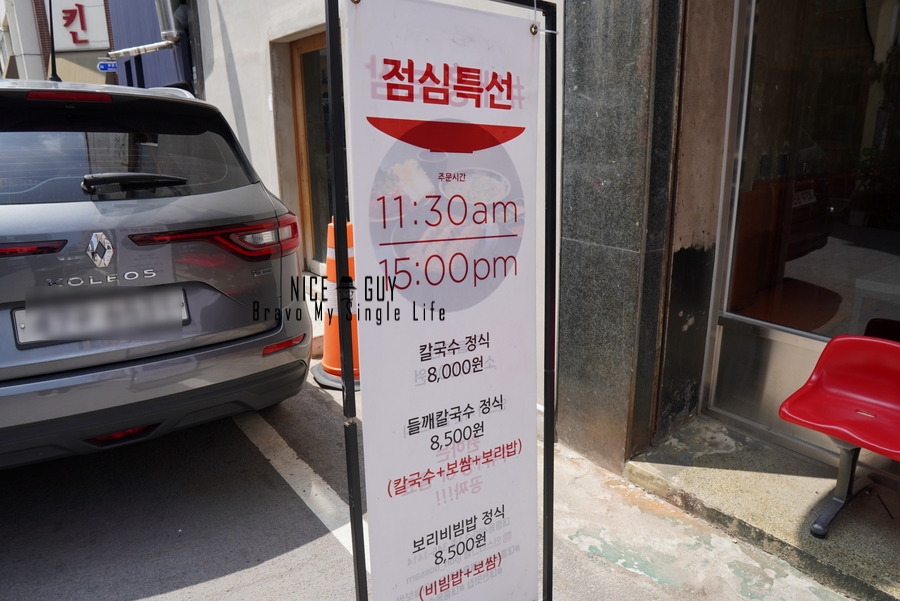 킨
점심특선
주문시간
11:30am
15:00pm
KOLEOS
NICE GUY
Bravo My Single Life
칼국수 정식
8,000원
들깨칼국수 정식
8,500원
(칼국수+보쌈+보리밥)
보리비빔밥 정식
8,500원
(비빔밥+보쌈)